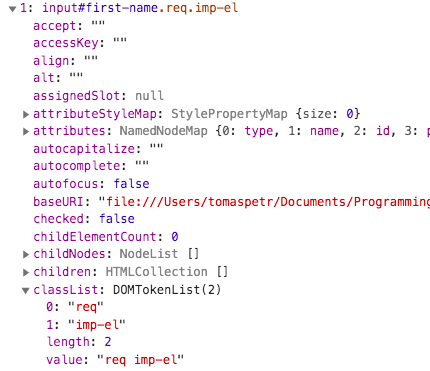 1: input#first-name.req.imp-el
accept: ""
accessKey: ""
align: ""
alt: ""
assignedSlot: null
attributeStyleMap: StylePropertyMap {size: 0}
attributes: NamedNodeMap {0: type, 1: name, 2: id, 3:
autocapitalize: ""
autocomplete: ""
autofocus: false
baseURI: "file:///Users/tomaspetr/Documents/Programming
checked: false
childElementCount: 0
childNodes: NodeList []
children: HTMLCollection []
classList: DOMTokenList(2)
0: "req"
1: "imp-el"
length: 2
value: "req imp-el"